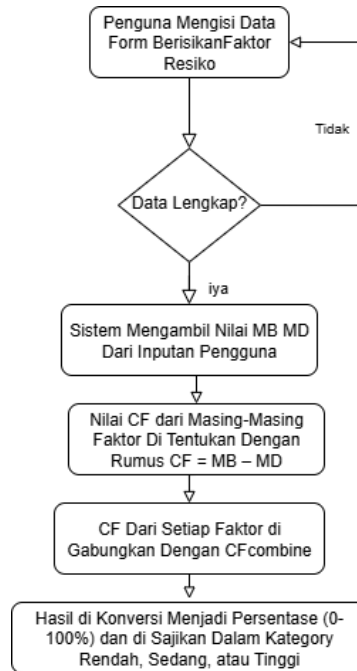 Penguna Mengisi Data
Form BerisikanFaktor
Resiko
Tidak
Data Lengkap?
iya
Sistem Mengambil Nilai MB MD
Dari Inputan Pengguna
Nilai CF dari Masing-Masing
Faktor Di Tentukan Dengan
Rumus CF = MB – MD
CF Dari Setiap Faktor di
Gabungkan Dengan CFcombine
Hasil di Konversi Menjadi Persentase (0-
100%) dan di Sajikan Dalam Kategory
Rendah, Sedang, atau Tinggi